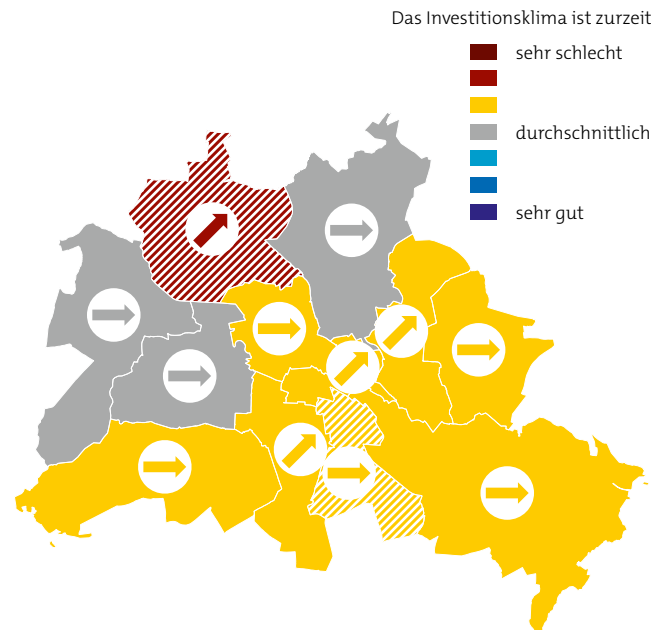 Das Investitionsklima ist zurzeit
sehr schlecht
durchschnittlich
sehr gut